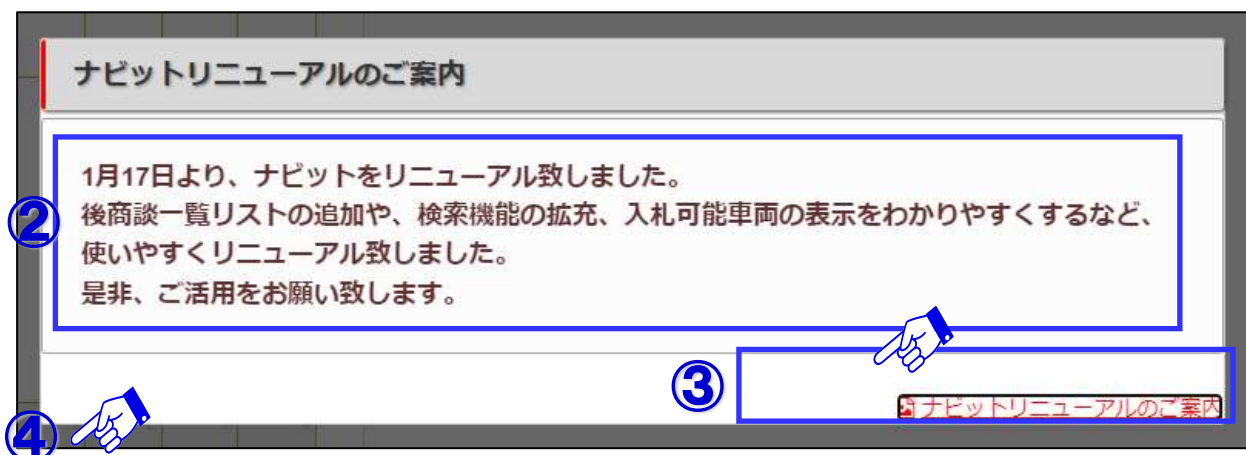 ナビットリニューアルのご案内
1月17日より、ナビットをリニューアル致しました。
②
後商談一覧リストの追加や、検索機能の拡充、入札可能車両の表示をわかりやすくするなど、
使いやすくリニューアル致しました。
是非、ご活用をお願い致します。
③
ナビットリニューアルのご案内
④